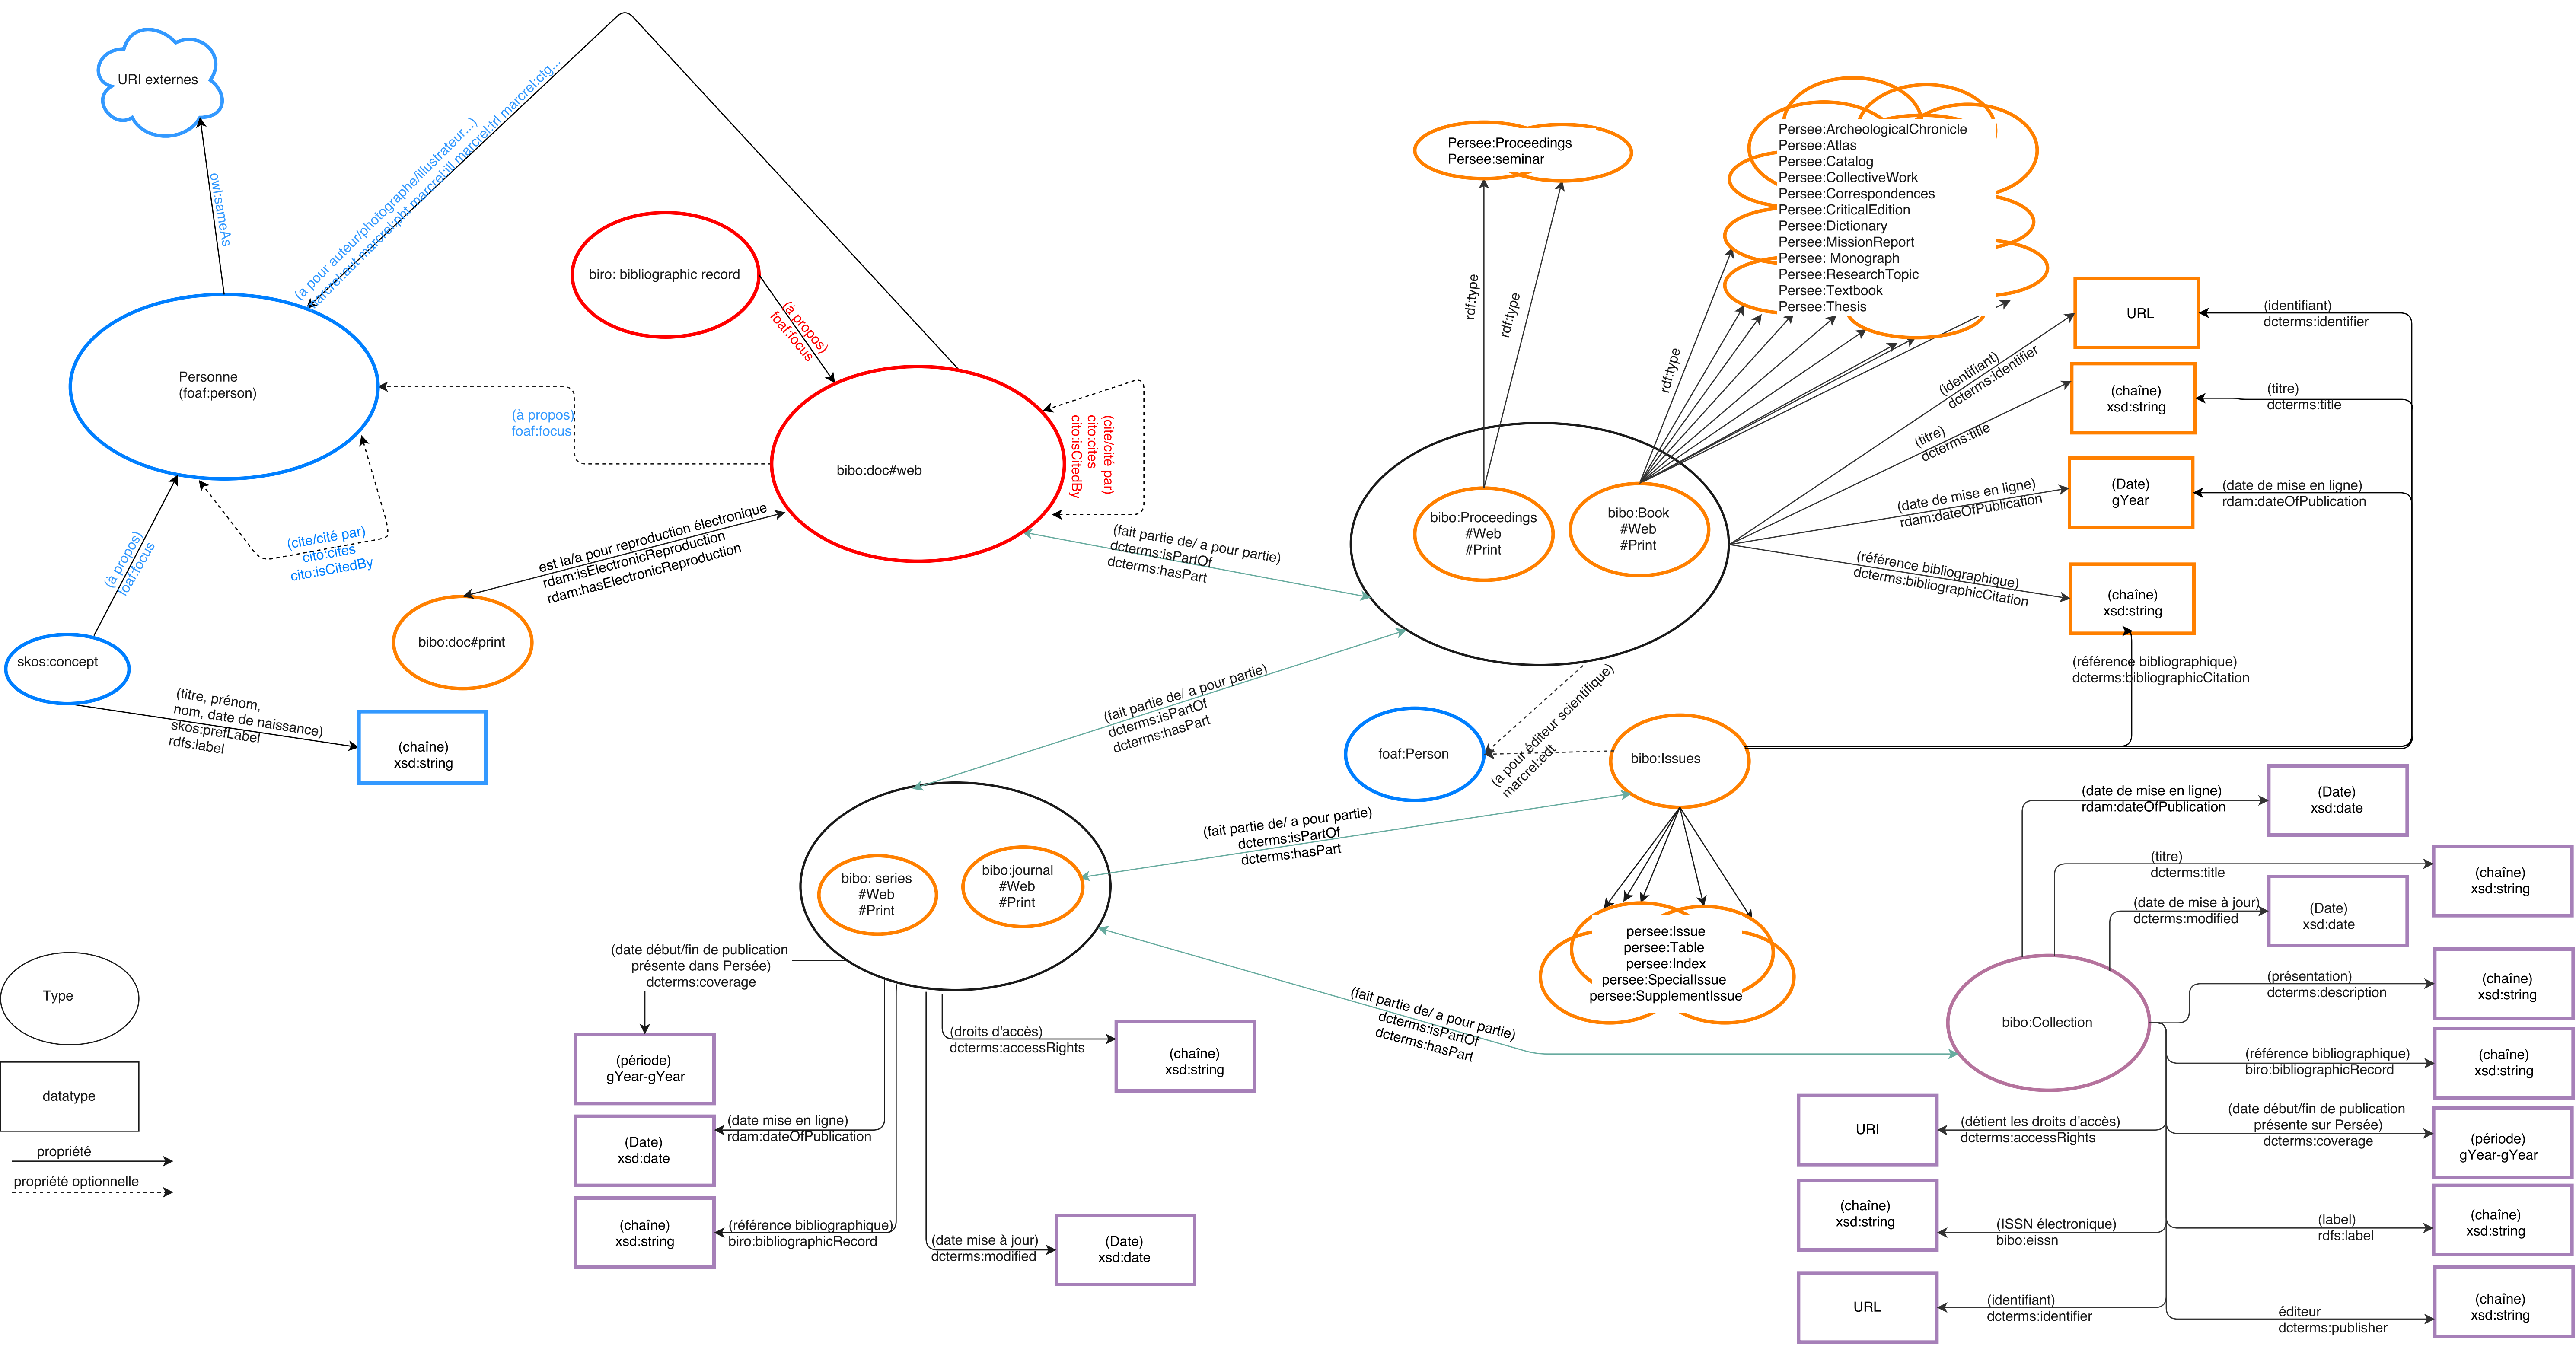 URI externes
owl:sameAs
(a pour auteur/photographe/illustrateur...)
marcrel:aut marcrel:pht marcrel:ill marcrel:trl marcrel:ctg...
Personne
(foaf:person)
biro: bibliographic record
(à propos)
foaf:focus
(à propos)
foaf:focus
bibo:doc#web
(cite/cité par)
cito:cites
cito:isCitedBy
(cite/cité par)
cito:cites
cito:isCitedBy
(à propos)
foaf:focus
est la/a pour reproduction électronique
rdam:isElectronicReproduction
rdam:hasElectronicReproduction
bibo:doc#print
skos:concept
(titre, prénom,
nom, date de naissance)
skos:prefLabel
rdfs:label
(chaîne)
xsd:string
(fait partie de/ a pour partie)
dcterms:isPartOf
dcterms:hasPart
Persee:Proceedings
Persee:seminar
rdf:type
rdf:type
rdf:type
Persee:ArcheologicalChronicle
Persee:Atlas
Persee:Catalog
Persee:CollectiveWork
Persee:Correspondences
Persee:CriticalEdition
Persee:Dictionary
Persee:MissionReport
Persee: Monograph
Persee:ResearchTopic
Persee:Textbook
Persee:Thesis
bibo:Proceedings
#Web
#Print
bibo:Book
#Web
#Print
(identifiant)
dcterms:identifier
(titre)
dcterms:title
(date de mise en ligne)
rdam:dateOfPublication
(référence bibliographique)
dcterms:bibliographicCitation
URL
(chaîne)
xsd:string
(Date)
gYear
(chaîne)
xsd:string
(identifiant)
dcterms:identifier
(titre)
dcterms:title
(date de mise en ligne)
rdam:dateOfPublication
(référence bibliographique)
dcterms:bibliographicCitation
(fait partie de/ a pour partie)
dcterms:isPartOf
dcterms:hasPart
foaf:Person
(a pour éditeur scientifique)
marcrel:edt
bibo:Issues
(fait partie de/ a pour partie)
dcterms:isPartOf
dcterms:hasPart
persee:Issue
persee:Table
persee:Index
persee:SpecialIssue
persee:SupplementIssue
bibo: series
#Web
#Print
bibo:journal
#Web
#Print
(fait partie de/ a pour partie)
dcterms:isPartOf
dcterms:hasPart
(date début/fin de publication
présente dans Persée)
dcterms:coverage
(période)
gYear-gYear
(date mise en ligne)
rdam:dateOfPublication
(Date)
xsd:date
(référence bibliographique)
biro:bibliographicRecord
(chaîne)
xsd:string
(droits d'accès)
dcterms:accessRights
(chaîne)
xsd:string
(date mise à jour)
dcterms:modified
(Date)
xsd:date
bibo:Collection
(date de mise en ligne)
rdam:dateOfPublication
(Date)
xsd:date
(titre)
dcterms:title
(chaîne)
xsd:string
(date de mise à jour)
dcterms:modified
(Date)
xsd:date
(présentation)
dcterms:description
(chaîne)
xsd:string
(référence bibliographique)
biro:bibliographicRecord
(chaîne)
xsd:string
(date début/fin de publication
présente sur Persée)
dcterms:coverage
(période)
gYear-gYear
(label)
rdfs:label
(chaîne)
xsd:string
éditeur
dcterms:publisher
(chaîne)
xsd:string
URI
(détient les droits d'accès)
dcterms:accessRights
(chaîne)
xsd:string
(ISSN électronique)
bibo:eissn
URL
(identifiant)
dcterms:identifier
Type
datatype
propriété
propriété optionnelle